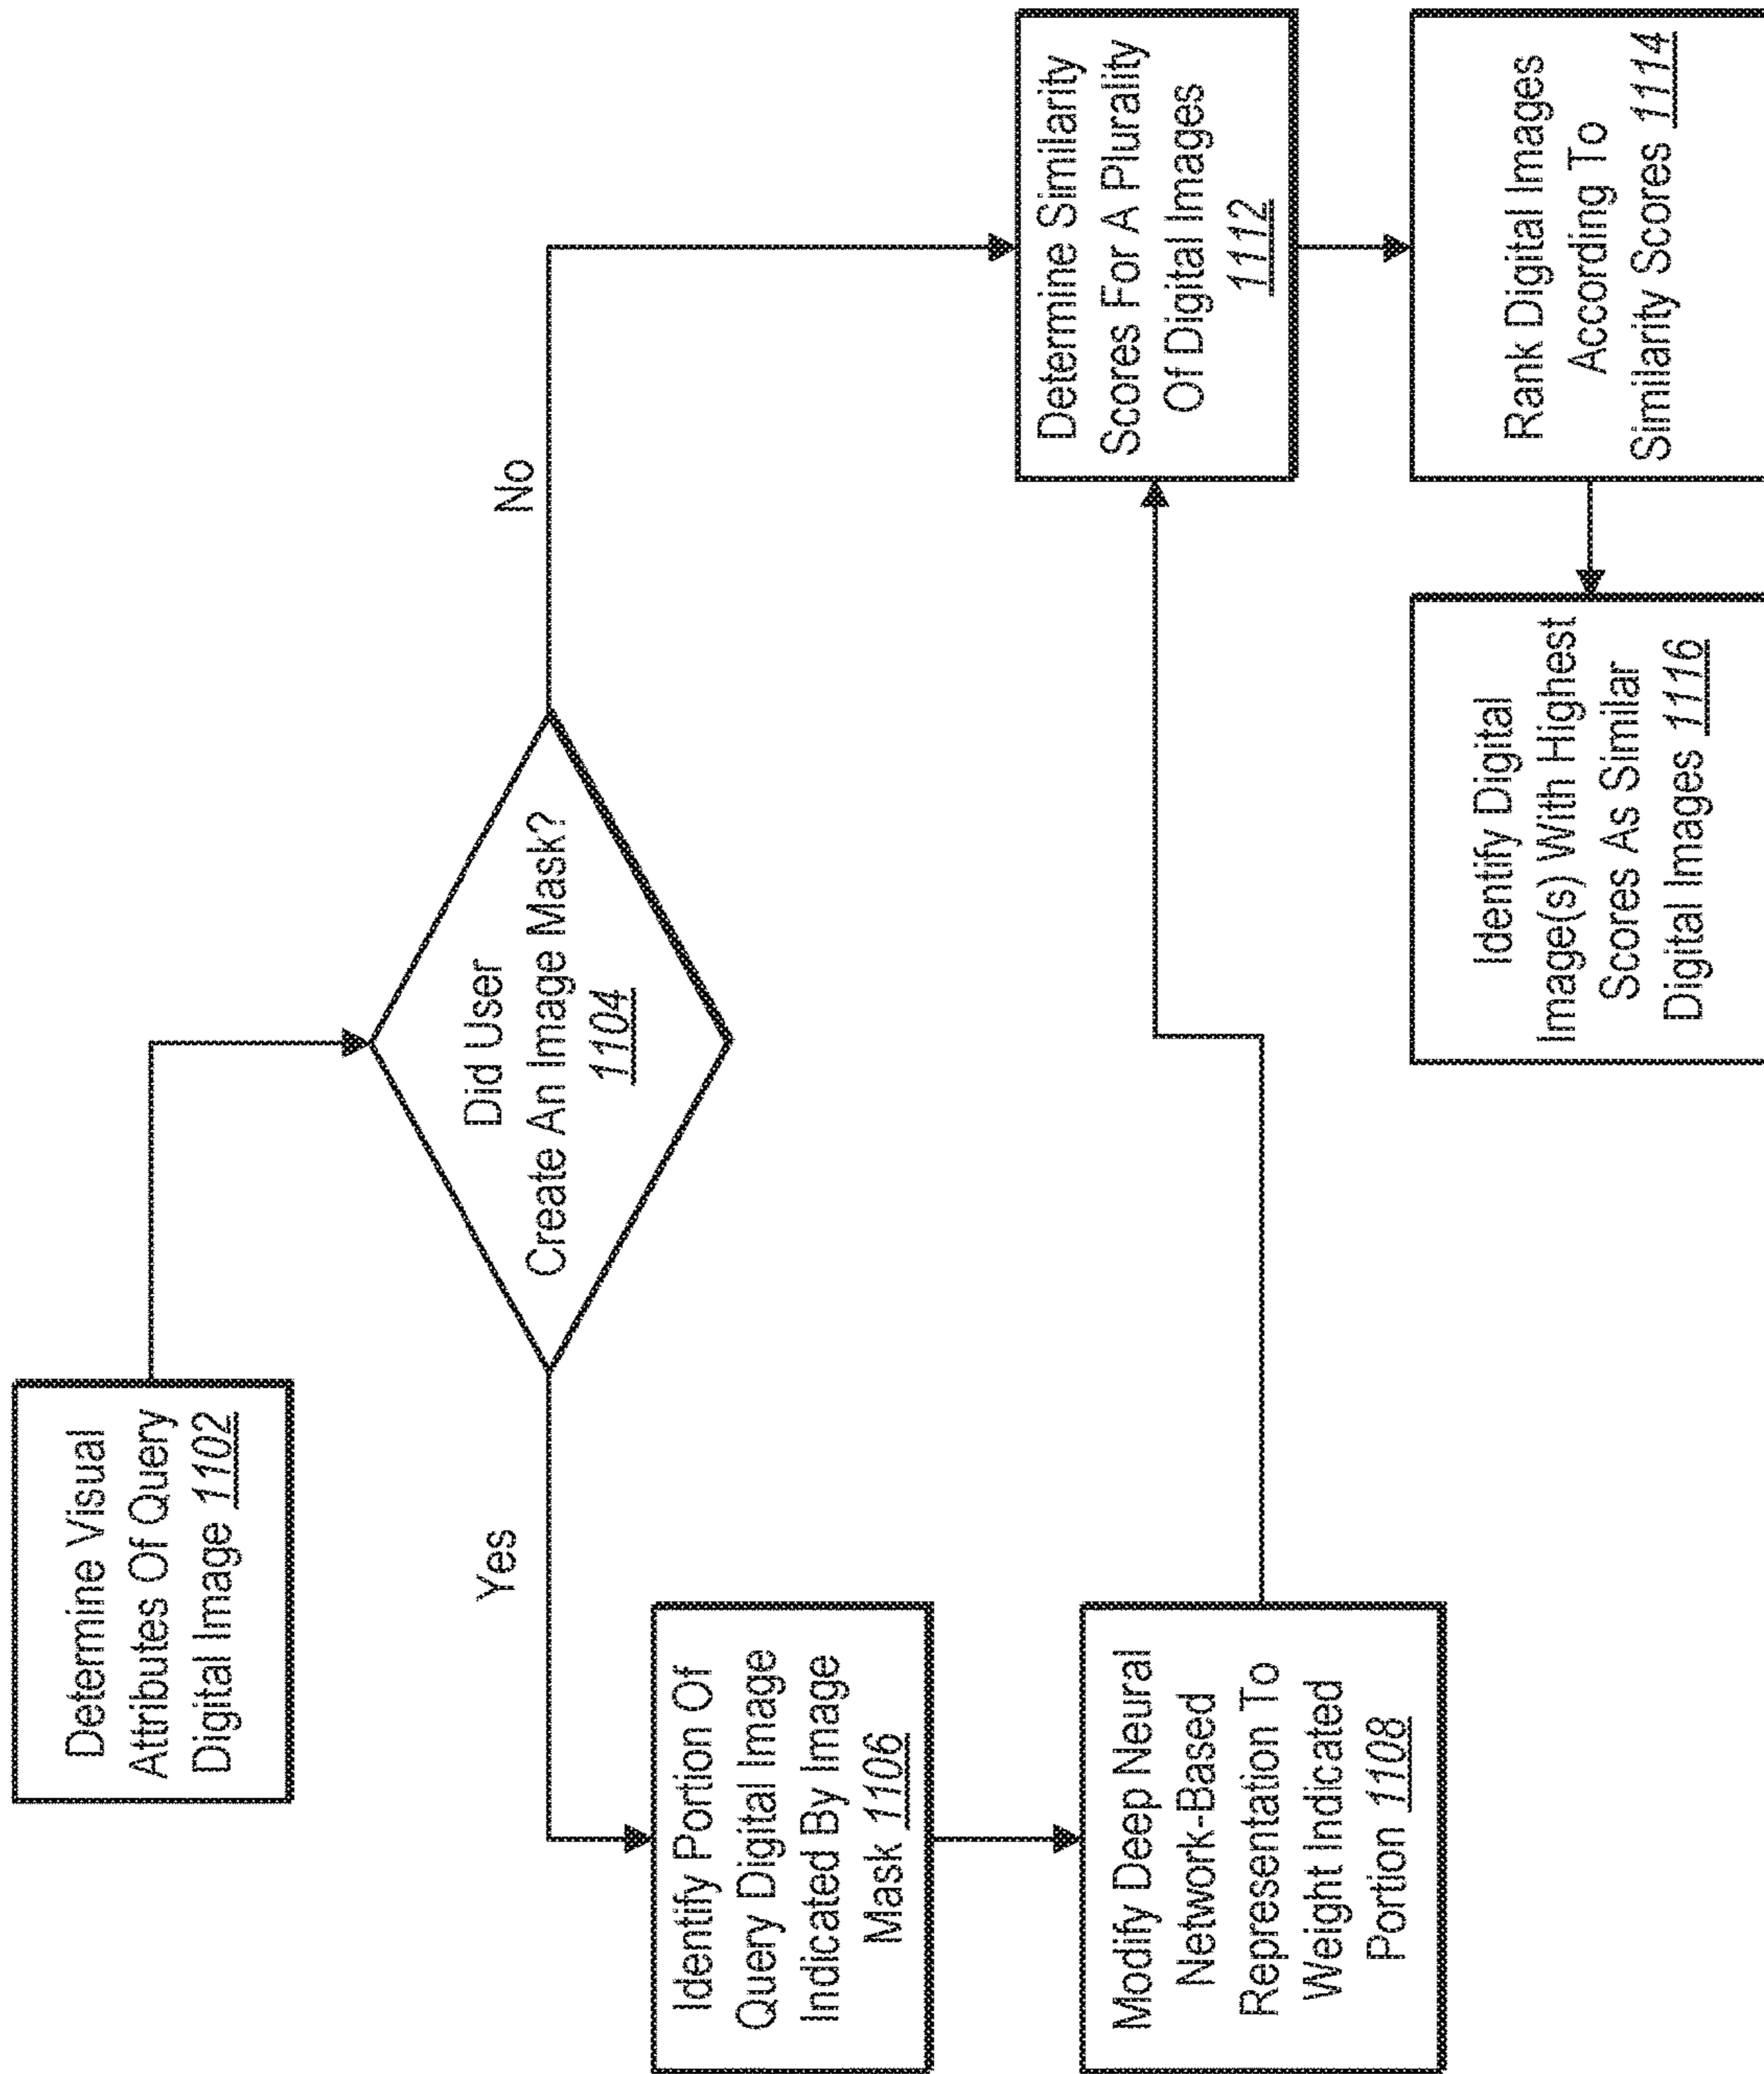 Determine Visual
Attributes Of Query
Digital Image 1102
Did User
Create An Image Mask?
1104
Yes
No
Identify Portion Of
Query Digital Image
Indicated By Image
Mask 1106
Modify Deep Neural
Network-Based
Representation To
Weight Indicated
Portion 1108
Determine Similarity
Scores For A Plurality
Of Digital Images
1112
Rank Digital Images
According To
Similarity Scores 1114
Identify Digital
Image(s) With Highest
Scores As Similar
Digital Images 1116